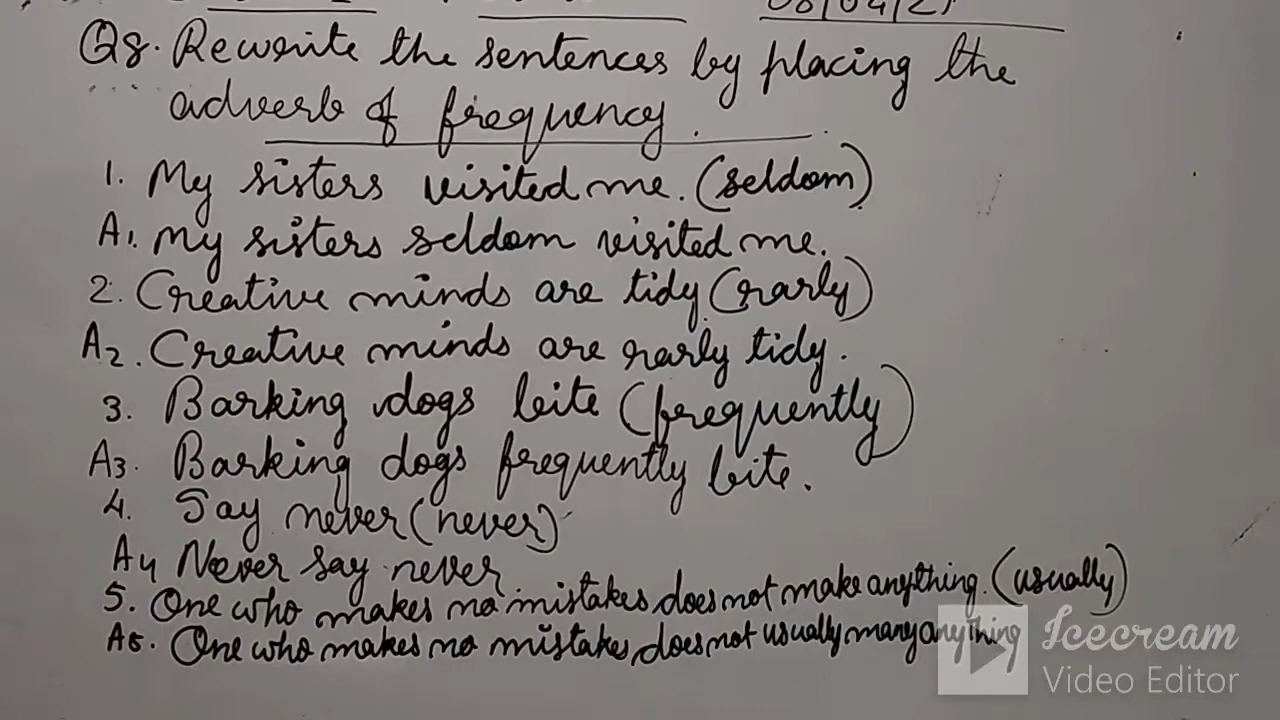 08/04/21
Q8. Rewrite the sentences by placing the
adverb of frequency.
1. My sisters visited me. (seldom)
A1. My sisters seldom visited me.
2. Creative minds are tidy (rarly)
A2. Creative minds are rarly tidy.
3. Barking dogs bite (frequently)
A3. Barking dogs frequently bite.
4. Say never (never)
A4 Never say never
5. One who makes no mistakes does not make anything. (usually)
A5. One who makes no mistakes, does not usually many anything
Icecream
Video Editor